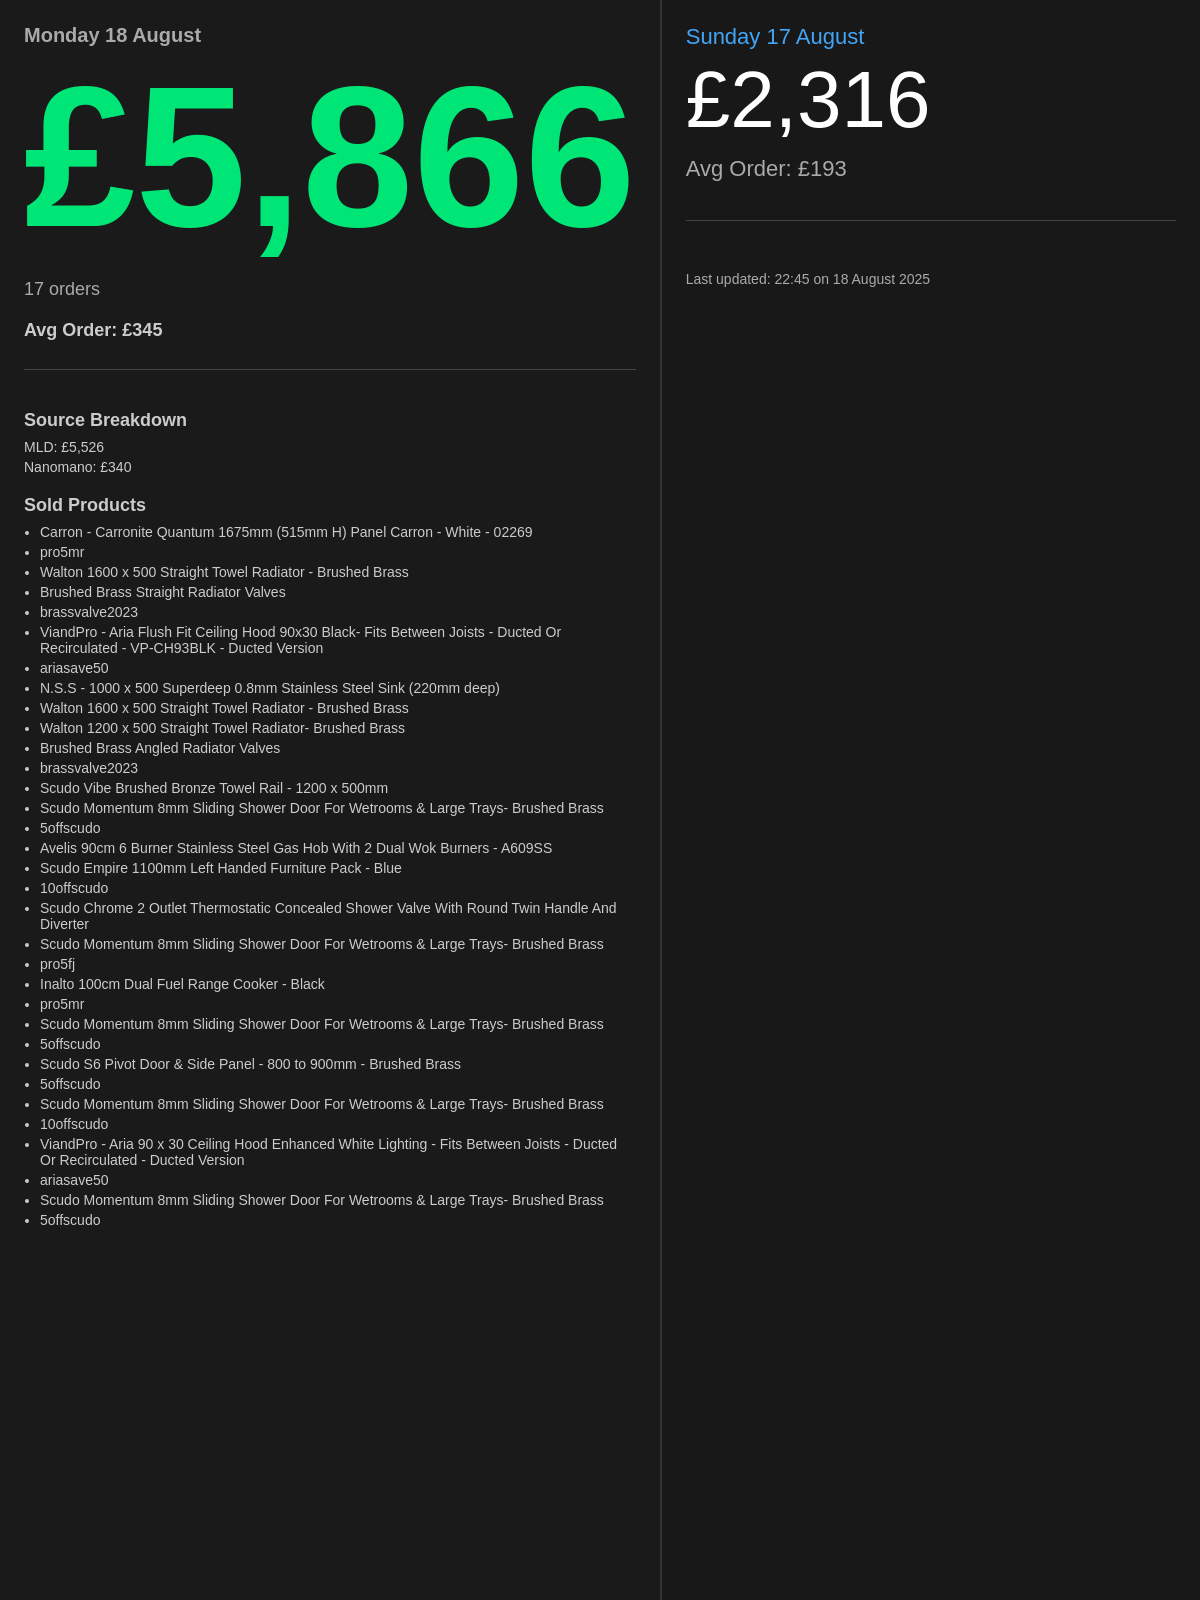 Monday 18 August
£5,866
17 orders
Avg Order: £345
Source Breakdown
MLD: £5,526
Nanomano: £340
Sold Products
• Carron - Carronite Quantum 1675mm (515mm H) Panel Carron - White - 02269
• pro5mr
• Walton 1600 x 500 Straight Towel Radiator - Brushed Brass
• Brushed Brass Straight Radiator Valves
• brassvalve2023
• ViandPro - Aria Flush Fit Ceiling Hood 90x30 Black- Fits Between Joists - Ducted Or
Recirculated - VP-CH93BLK - Ducted Version
• ariasave50
• N.S.S - 1000 x 500 Superdeep 0.8mm Stainless Steel Sink (220mm deep)
• Walton 1600 x 500 Straight Towel Radiator - Brushed Brass
• Walton 1200 x 500 Straight Towel Radiator- Brushed Brass
• Brushed Brass Angled Radiator Valves
• brassvalve2023
• Scudo Vibe Brushed Bronze Towel Rail - 1200 x 500mm
• Scudo Momentum 8mm Sliding Shower Door For Wetrooms & Large Trays- Brushed Brass
• 5offscudo
• Avelis 90cm 6 Burner Stainless Steel Gas Hob With 2 Dual Wok Burners - A609SS
• Scudo Empire 1100mm Left Handed Furniture Pack - Blue
• 10offscudo
• Scudo Chrome 2 Outlet Thermostatic Concealed Shower Valve With Round Twin Handle And
Diverter
• Scudo Momentum 8mm Sliding Shower Door For Wetrooms & Large Trays- Brushed Brass
• pro5fj
• Inalto 100cm Dual Fuel Range Cooker - Black
• pro5mr
• Scudo Momentum 8mm Sliding Shower Door For Wetrooms & Large Trays- Brushed Brass
• 5offscudo
• Scudo S6 Pivot Door & Side Panel - 800 to 900mm - Brushed Brass
• 5offscudo
• Scudo Momentum 8mm Sliding Shower Door For Wetrooms & Large Trays- Brushed Brass
• 10offscudo
• ViandPro - Aria 90 x 30 Ceiling Hood Enhanced White Lighting - Fits Between Joists - Ducted
Or Recirculated - Ducted Version
• ariasave50
• Scudo Momentum 8mm Sliding Shower Door For Wetrooms & Large Trays- Brushed Brass
• 5offscudo
Sunday 17 August
£2,316
Avg Order: £193
Last updated: 22:45 on 18 August 2025